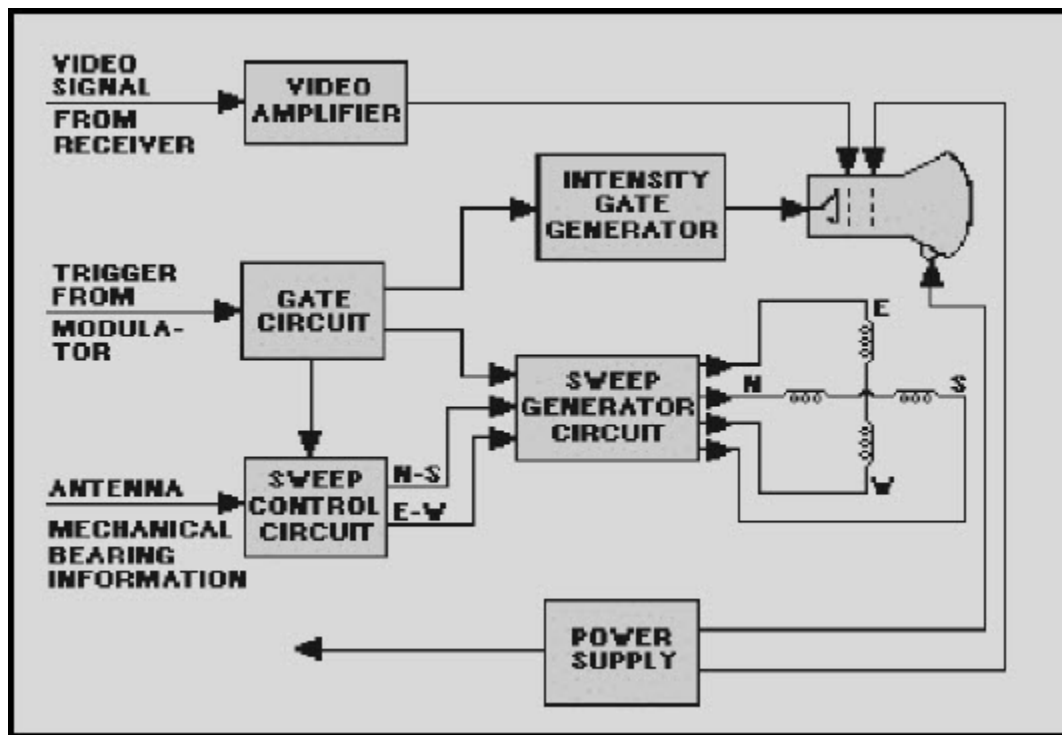 VIDEO
SIGNAL
FROM
RECEIVER
VIDEO
AMPLIFIER
INTENSITY
GATE
GENERATOR
TRIGGER
FROM
MODULA-
TOR
GATE
CIRCUIT
SWEEP
GENERATOR
CIRCUIT
E
N
S
W
ANTENNA
MECHANICAL
BEARING
INFORMATION
SWEEP
CONTROL
CIRCUIT
N-S
E-W
POWER
SUPPLY